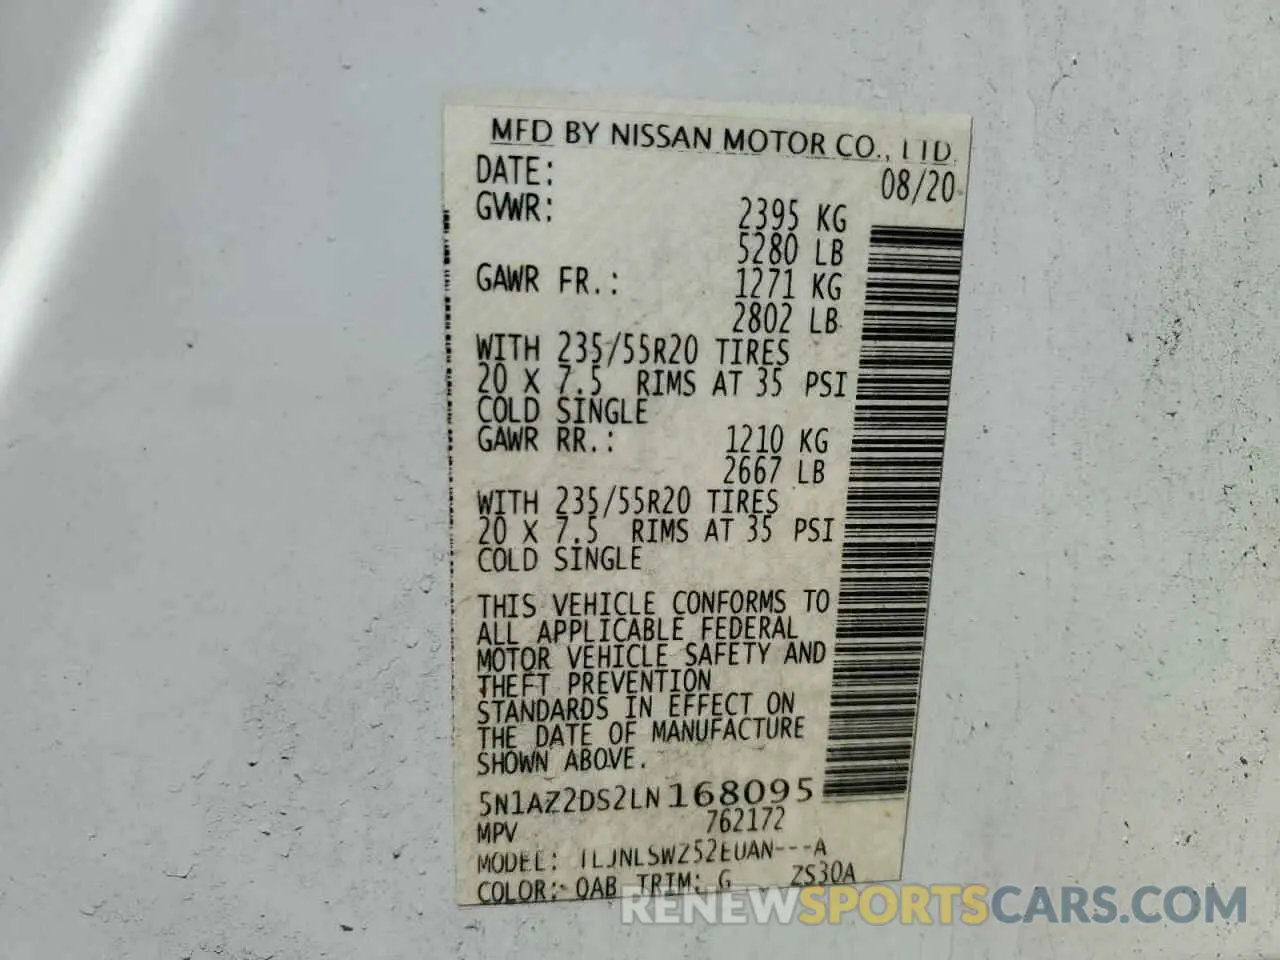 MFD BY NISSAN MOTOR CO., LTD.
DATE: 08/20
GVWR: 2395 KG
5280 LB
GAWR FR.: 1271 KG
2802 LB
WITH 235/55R20 TIRES
20 X 7.5 RIMS AT 35 PSI
COLD SINGLE
GAWR RR.: 1210 KG
2667 LB
WITH 235/55R20 TIRES
20 X 7.5 RIMS AT 35 PSI
COLD SINGLE
THIS VEHICLE CONFORMS TO
ALL APPLICABLE FEDERAL
MOTOR VEHICLE SAFETY AND
THEFT PREVENTION
STANDARDS IN EFFECT ON
THE DATE OF MANUFACTURE
SHOWN ABOVE.
5N1AZ2DS2LN168095
MPV 762172
MODEL: TLJNLSWZ52EUAN---A
COLOR: QAB TRIM: G ZS30A
RENEWSPORTSCARS.COM